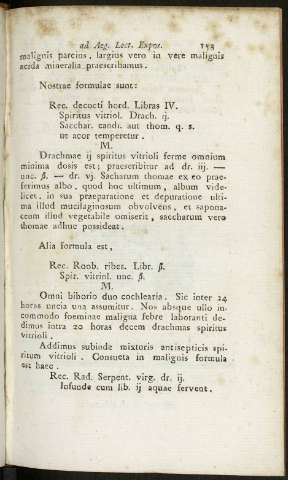 ad Aeg. Lect. Expos. 153
malignis parcius, largius vero in vere malignis
acida mineralia praescribamus.
Nostrae formulae sunt:
Rec. decocti hord. Libras IV.
Spiritus vitriol. Drach. ij.
Sacchar. candi. aut thom. q. s.
ut acor temperetur.
M.
Drachmae ij spiritus vitrioli ferme omnium
minima dosis est; praescribitur ad dr. iij. —
unc. ß. — dr. vj. Sacharum thomae ex eo prae-
ferimus albo, quod hoc ultimum, album vide-
licet, in sua praeparatione et depuratione ulti-
ma illud mucilaginosum obvolvens, et sapona-
ceum illud vegetabile omiserit, saccharum vero
thomae adhuc possideat.
Alia formula est,
Rec. Roob. ribes. Libr. ß.
Spir. vitriol. unc. ß.
M.
Omni bihorio duo cochlearia. Sic inter 24
horas uncia una assumitur. Nos absque ullo in-
commodo foeminae maligna febre laboranti de-
dimus intra 20 horas decem drachmas spiritus
vitrioli.
Addimus subinde mixtoris antisepticis spi-
ritum vitrioli. Consueta in malignis formula
est haec.
Rec. Rad. Serpent. virg. dr. ij.
Infunde cum lib. ij aquae fervent.